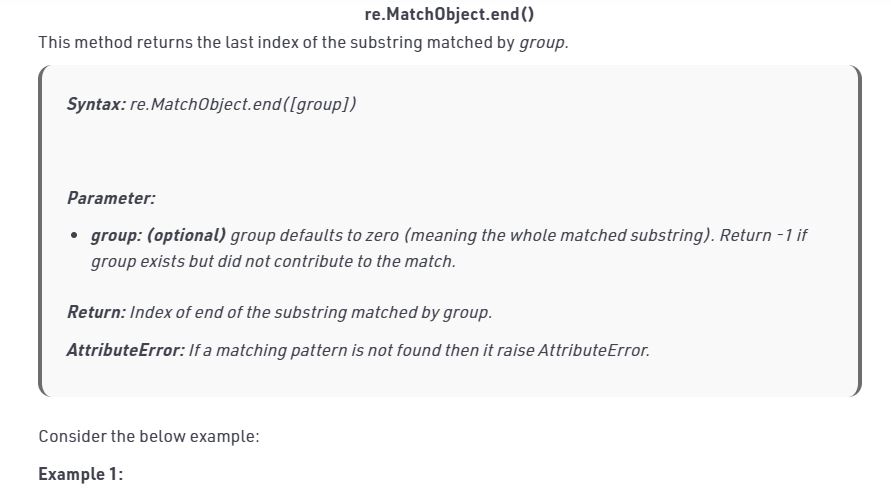 re.MatchObject.end()
This method returns the last index of the substring matched by group.
Syntax: re.MatchObject.end([group])
Parameter:
• group: (optional) group defaults to zero (meaning the whole matched substring). Return -1 if
group exists but did not contribute to the match.
Return: Index of end of the substring matched by group.
AttributeError: If a matching pattern is not found then it raise AttributeError.
Consider the below example:
Example 1: